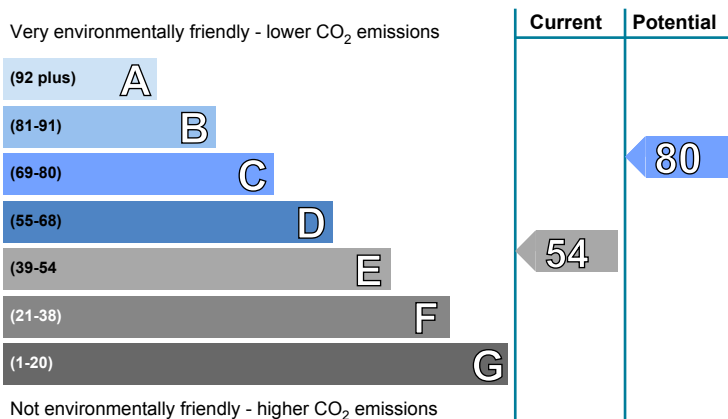 Current Potential
Very environmentally friendly - lower CO2 emissions
(92 plus) A
(81-91) B
(69-80) C
80
(55-68) D
54
(39-54 E
(21-38) F
(1-20) G
Not environmentally friendly - higher CO2 emissions